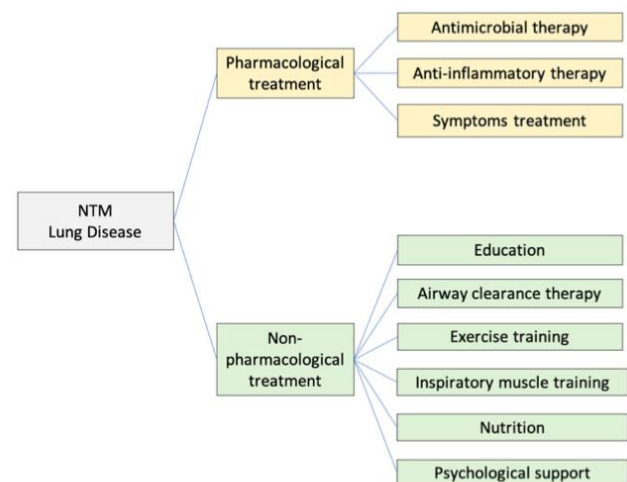 NTM
Lung Disease
Pharmacological
treatment
Antimicrobial therapy
Anti-inflammatory therapy
Symptoms treatment
Non-
pharmacological
treatment
Education
Airway clearance therapy
Exercise training
Inspiratory muscle training
Nutrition
Psychological support